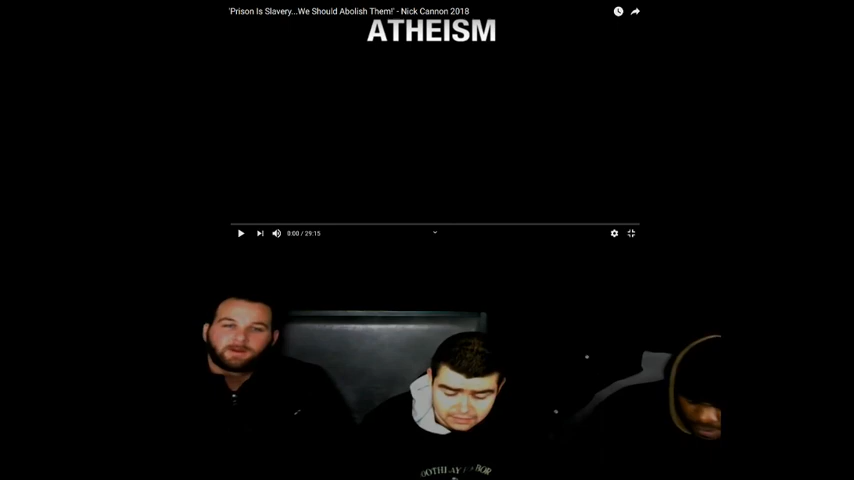 'Prison Is Slavery...We Should Abolish Them!' - Nick Cannon 2018
ATHEISM
0:00 / 29:15